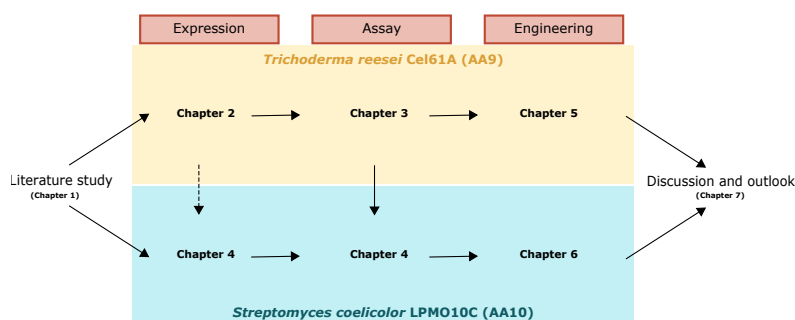 Expression Assay Engineering
Trichoderma reesei Cel61A (AA9)
Chapter 2 Chapter 3 Chapter 5
Literature study
(Chapter 1)
Discussion and outlook
(Chapter 7)
Chapter 4 Chapter 4 Chapter 6
Streptomyces coelicolor LPMO10C (AA10)